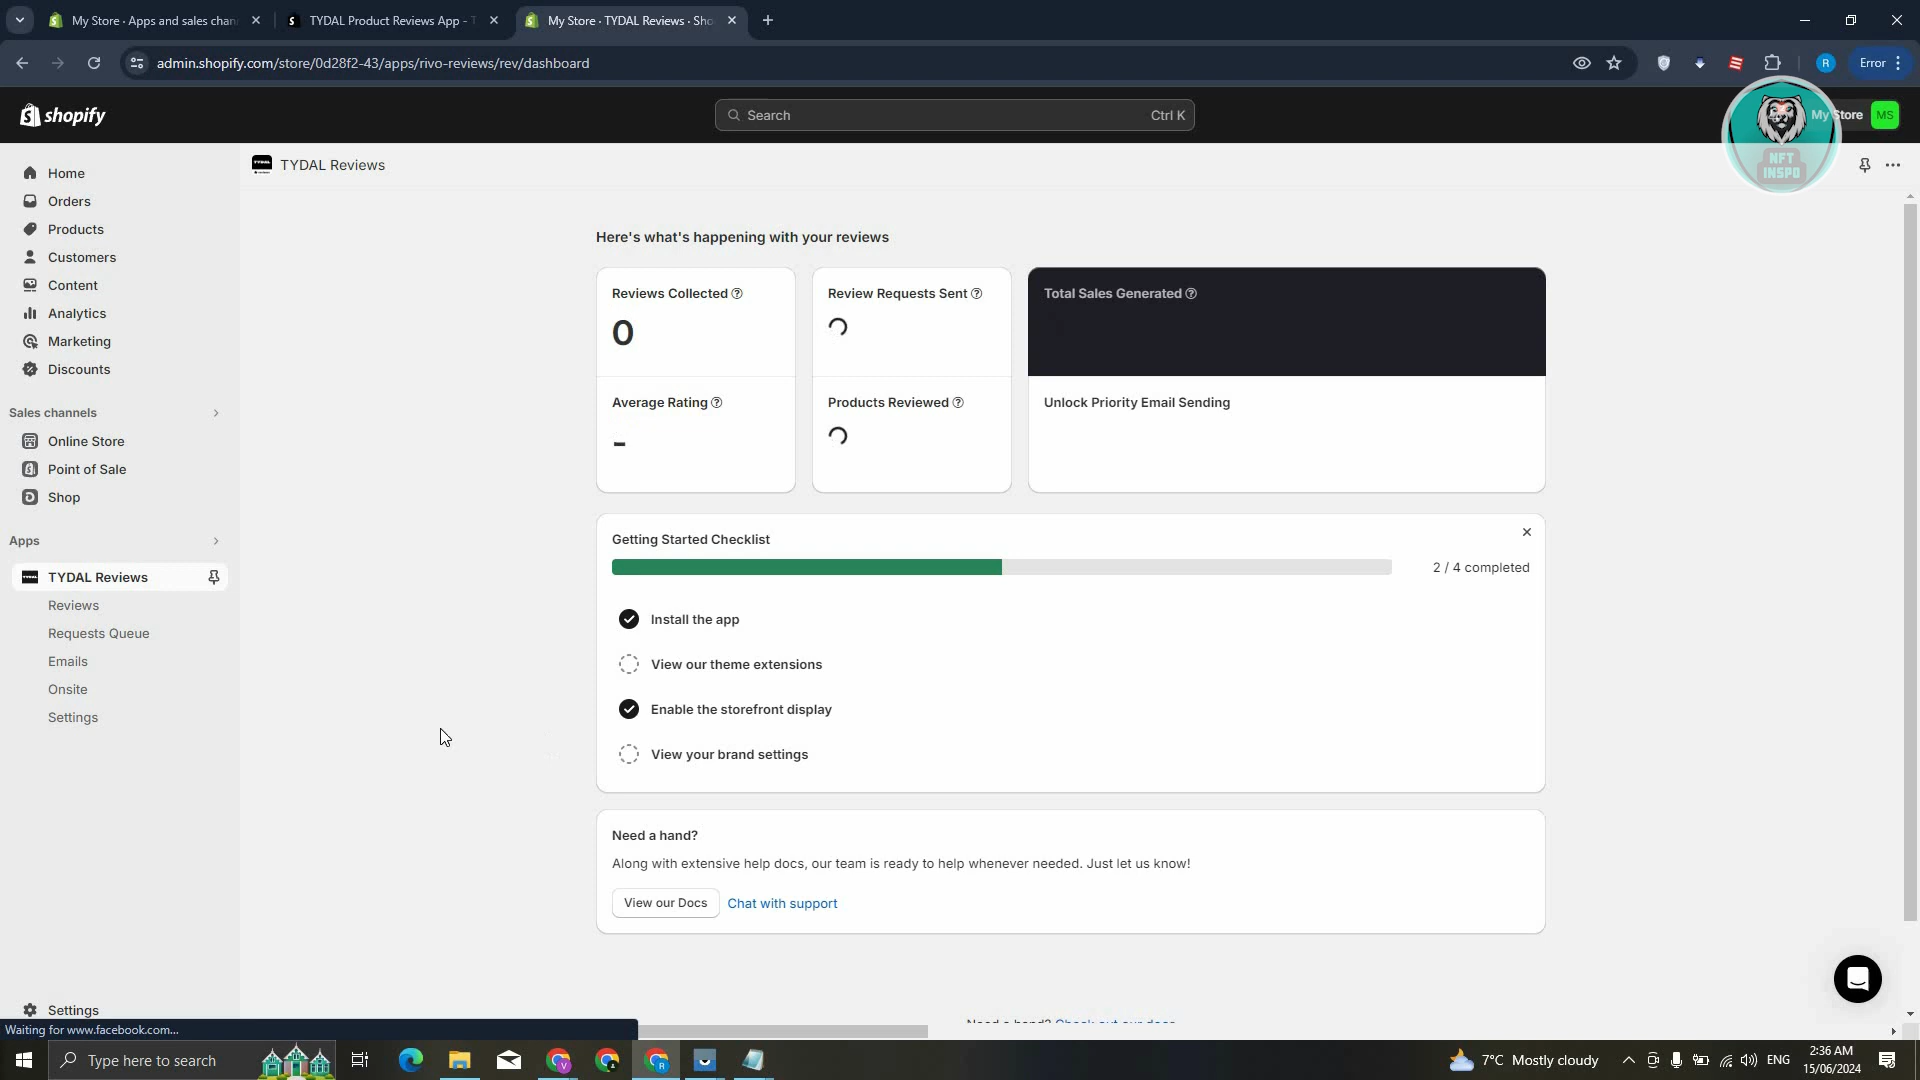 My Store · Apps and sales chan
TYDAL Product Reviews App - T
My Store · TYDAL Reviews · Sho
admin.shopify.com/store/0d28f2-43/apps/rivo-reviews/rev/dashboard
R
Error
shopify
Search
Ctrl K
My Store
MS
NFT
INSPO
Home
Orders
Products
Customers
Content
Analytics
Marketing
Discounts
Sales channels
Online Store
Point of Sale
Shop
Apps
TYDAL Reviews
Reviews
Requests Queue
Emails
Onsite
Settings
Settings
TYDAL Reviews
Here's what's happening with your reviews
Reviews Collected
0
Review Requests Sent
Total Sales Generated
Average Rating
-
Products Reviewed
Unlock Priority Email Sending
Getting Started Checklist
2 / 4 completed
Install the app
View our theme extensions
Enable the storefront display
View your brand settings
Need a hand?
Along with extensive help docs, our team is ready to help whenever needed. Just let us know!
View our Docs
Chat with support
Need a hand? Check out our docs
Waiting for www.facebook.com...
Type here to search
7°C Mostly cloudy
ENG
2:36 AM
15/06/2024